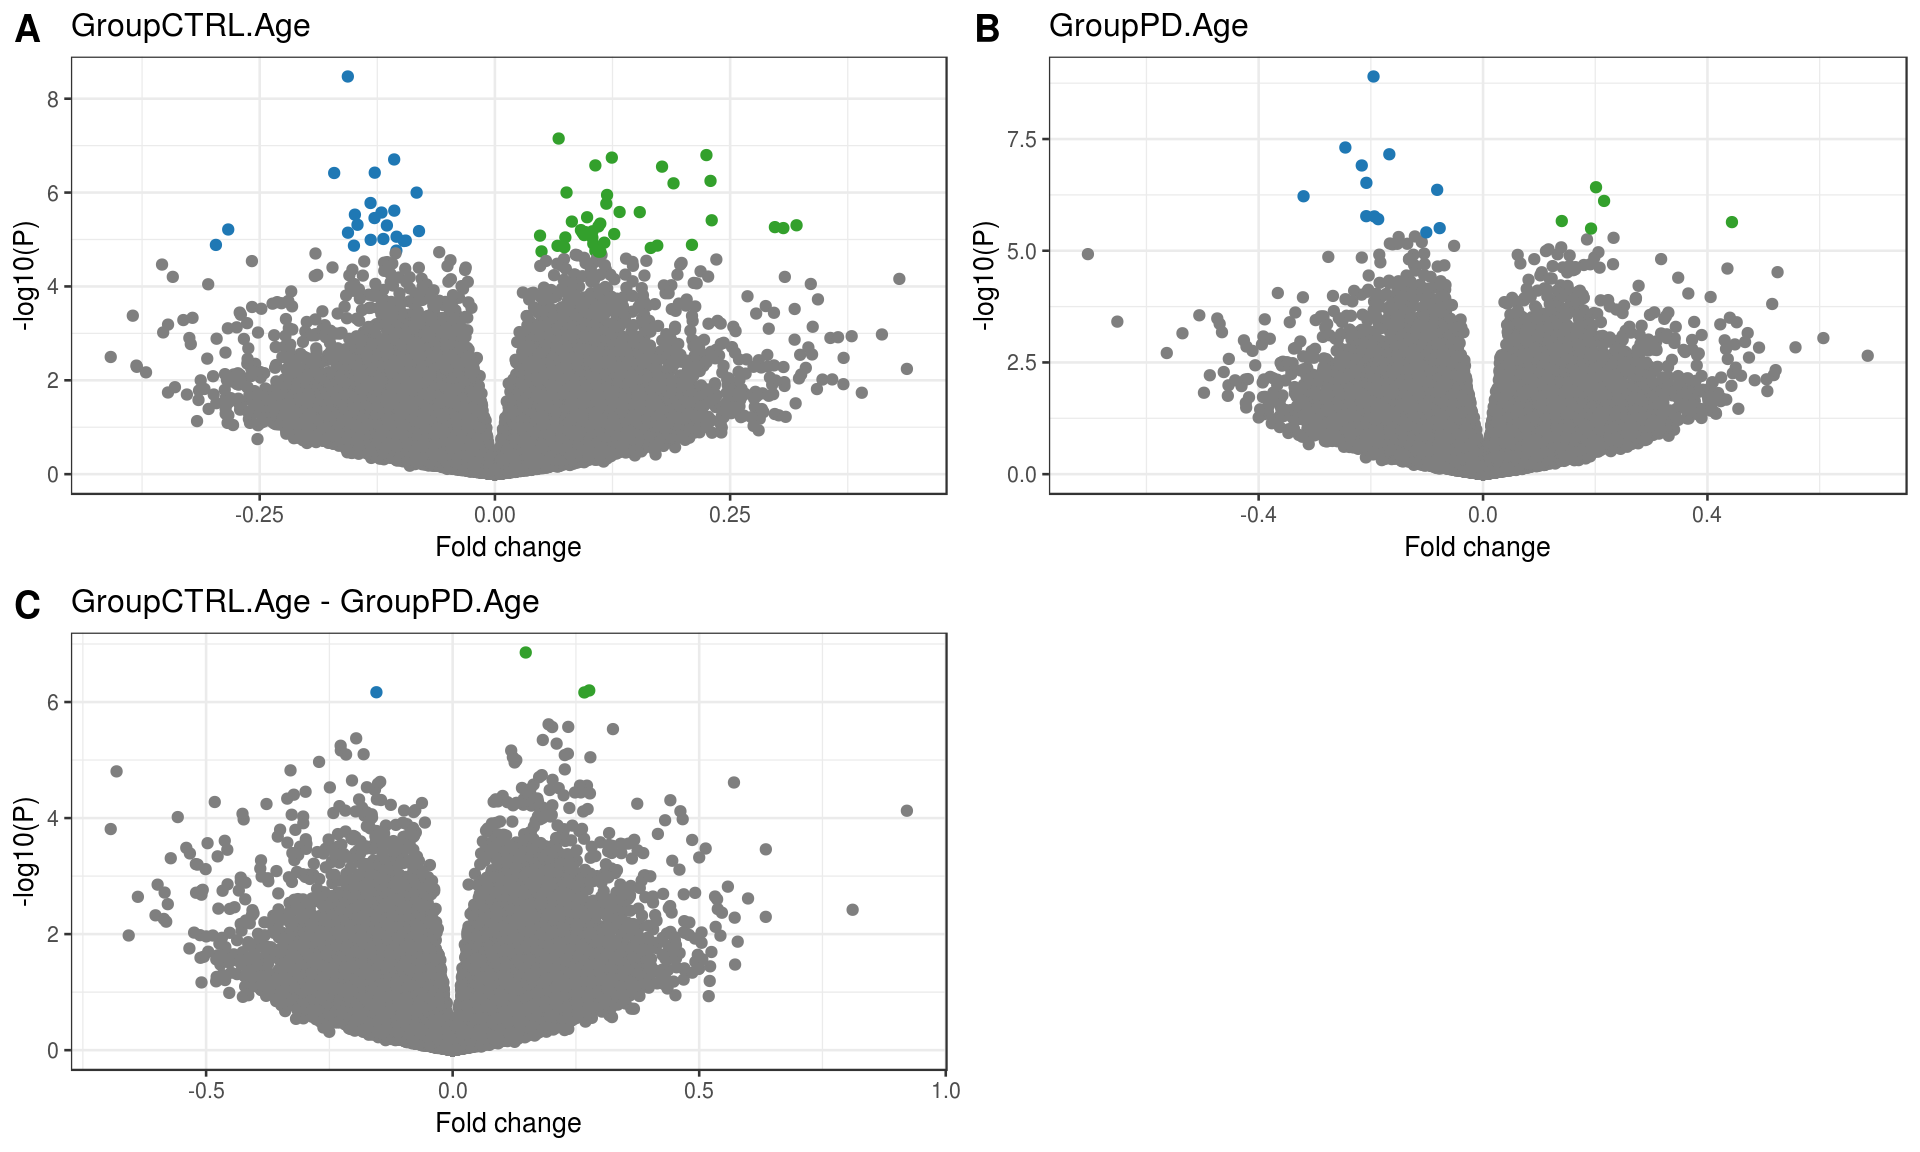 A GroupCTRL.Age
8
6
4
2
0
-log10(P)
-0.25 0.00 0.25
Fold change
B GroupPD.Age
7.5
5.0
2.5
0.0
-log10(P)
-0.4 0.0 0.4
Fold change
C GroupCTRL.Age - GroupPD.Age
6
4
2
0
-log10(P)
-0.5 0.0 0.5 1.0
Fold change